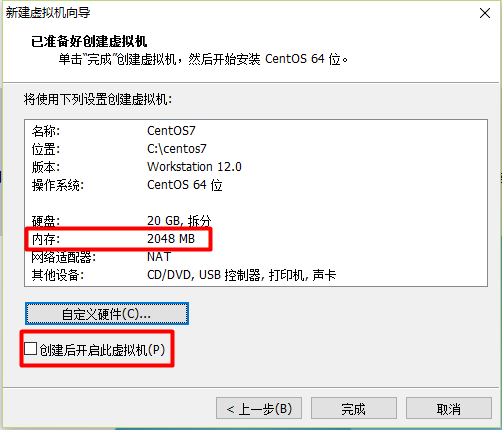 新建虚拟机向导
已准备好创建虚拟机
单击“完成”创建虚拟机，然后开始安装 CentOS 64 位。
将使用下列设置创建虚拟机:
名称: CentOS7
位置: C:\centos7
版本: Workstation 12.0
操作系统: CentOS 64 位
硬盘: 20 GB, 拆分
内存: 2048 MB
网络适配器: NAT
其他设备: CD/DVD, USB 控制器, 打印机, 声卡
自定义硬件(C)...
创建后开启此虚拟机(P)
< 上一步(B) 完成 取消